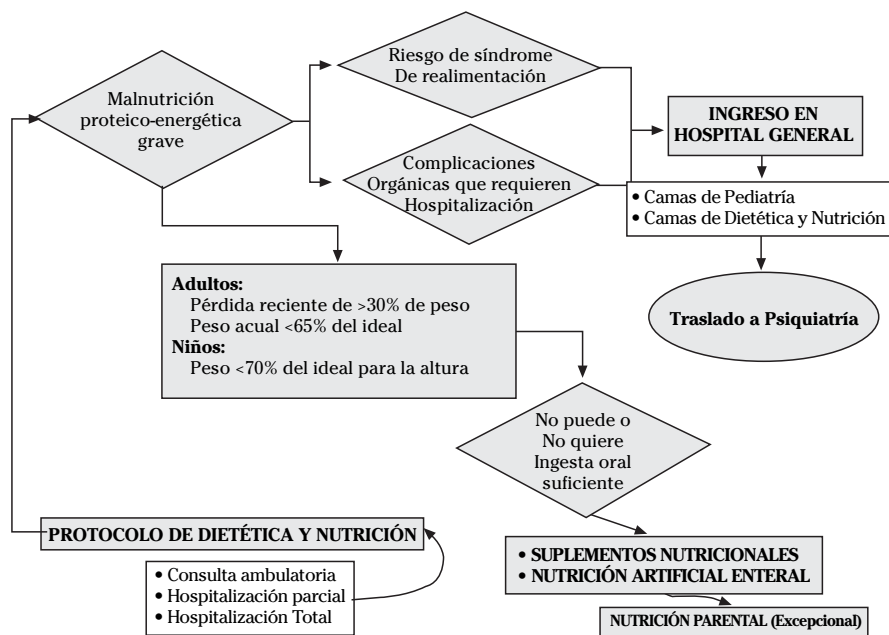 Riesgo de síndrome
De realimentación
Malnutrición
proteico-energética
grave
INGRESO EN
HOSPITAL GENERAL
Complicaciones
Orgánicas que requieren
Hospitalización
• Camas de Pediatría
• Camas de Dietética y Nutrición
Adultos:
Pérdida reciente de >30% de peso
Peso acual <65% del ideal
Niños:
Peso <70% del ideal para la altura
Traslado a Psiquiatría
No puede o
No quiere
Ingesta oral
suficiente
PROTOCOLO DE DIETÉTICA Y NUTRICIÓN
• Consulta ambulatoria
• Hospitalización parcial
• Hospitalización Total
• SUPLEMENTOS NUTRICIONALES
• NUTRICIÓN ARTIFICIAL ENTERAL
NUTRICIÓN PARENTAL (Excepcional)